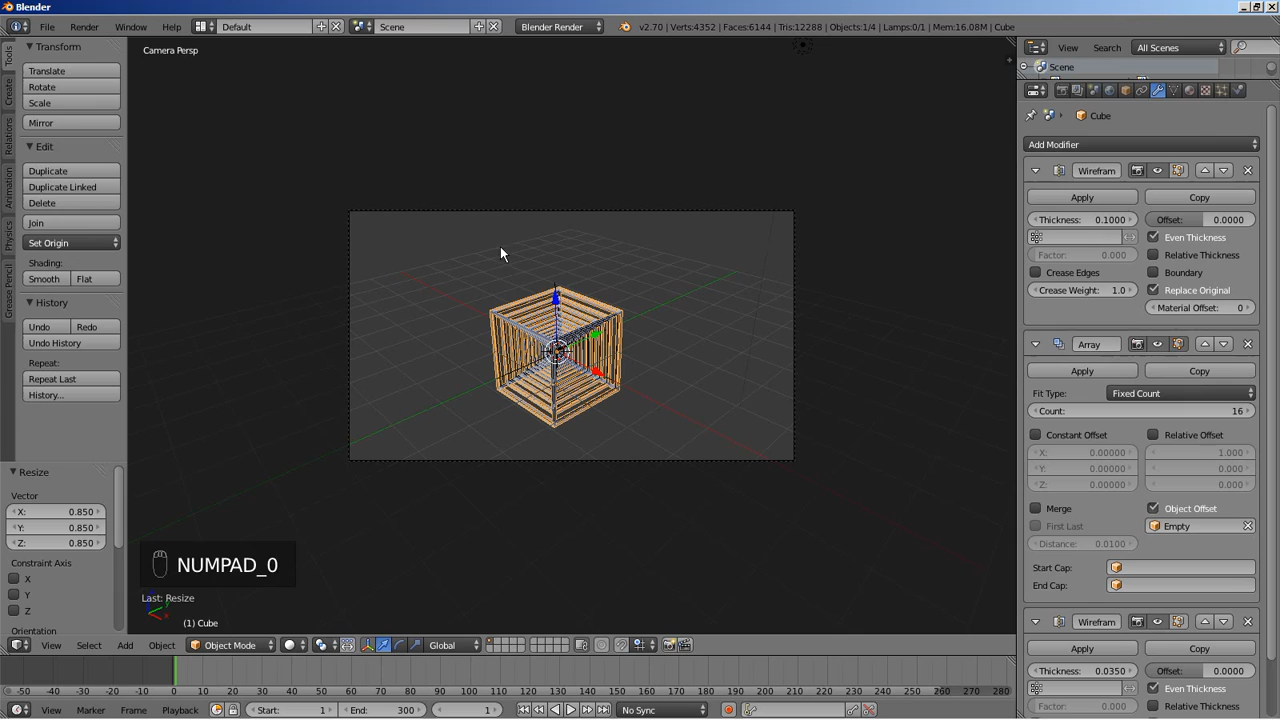 Blender
File Render Window Help Default Scene Blender Render v2.70 | Verts:4352 | Faces:6144 | Tris:12288 | Objects:1/4 | Lamps:0/1 | Mem:16.08M | Cube
Transform
Translate
Rotate
Scale
Mirror
Edit
Duplicate
Duplicate Linked
Delete
Join
Set Origin
Shading:
Smooth Flat
History
Undo Redo
Undo History
Repeat:
Repeat Last
History...
Tools
Create
Relations
Animation
Physics
Grease Pencil
Resize
Vector
X: 0.850
Y: 0.850
Z: 0.850
Constraint Axis
X
Y
Z
Orientation
Camera Persp
NUMPAD_0
Last: Resize
(1) Cube
View Select Add Object Object Mode Global
View Search All Scenes
Scene
Cube
Add Modifier
Wirefram
Apply Copy
Thickness: 0.1000 Offset: 0.0000
Even Thickness
Factor: 0.000 Relative Thickness
Crease Edges Boundary
Crease Weight: 1.0 Replace Original
Material Offset: 0
Array
Apply Copy
Fit Type: Fixed Count
Count: 16
Constant Offset Relative Offset
X: 0.00000 1.000
Y: 0.00000 0.000
Z: 0.00000 0.000
Merge Object Offset
First Last Empty
Distance: 0.0100
Start Cap:
End Cap:
Wirefram
Apply Copy
Thickness: 0.0350 Offset: 0.0000
Even Thickness
Factor: 0.000 Relative Thickness
-50 -40 -30 -20 -10 0 10 20 30 40 50 60 70 80 90 100 110 120 130 140 150 160 170 180 190 200 210 220 230 240 250 260 270 280
View Marker Frame Playback Start: 1 End: 300 1 No Sync